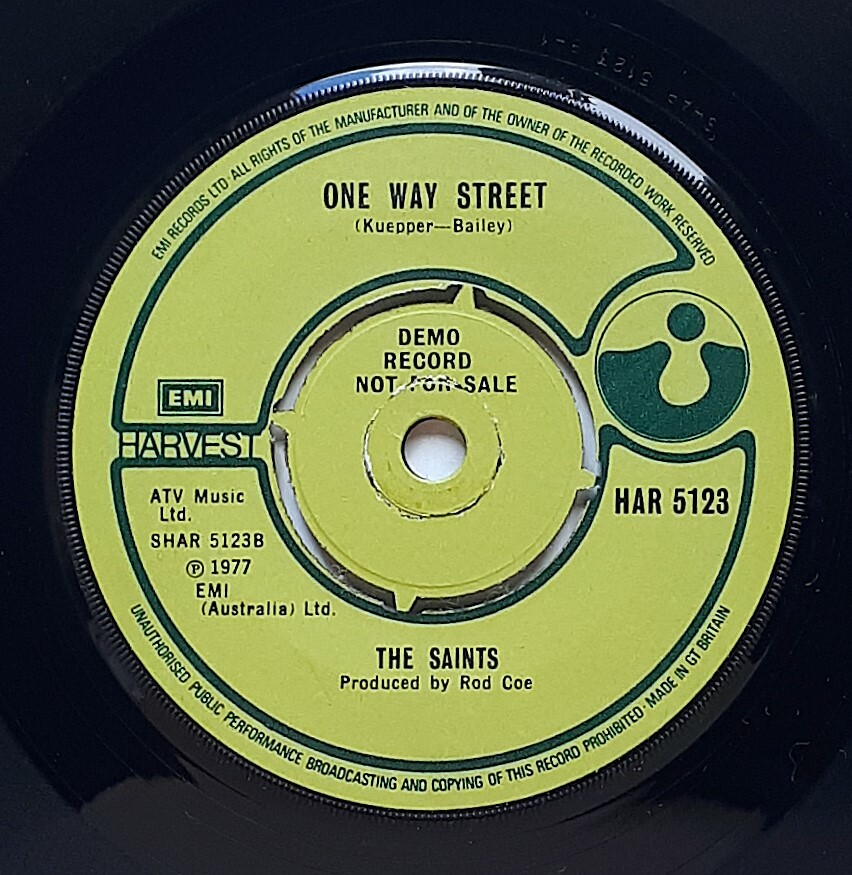 EMI RECORDS LTD·ALL RIGHTS OF THE MANUFACTURER AND OF THE OWNER OF THE RECORDED WORK RESERVED
ONE WAY STREET
(Kuepper—Bailey)
DEMO
RECORD
NOT FOR SALE
EMI
HARVEST
ATV Music
Ltd.
SHAR 5123B
℗ 1977
EMI
(Australia) Ltd.
HAR 5123
THE SAINTS
Produced by Rod Coe
UNAUTHORISED PUBLIC PERFORMANCE BROADCASTING AND COPYING OF THIS RECORD PROHIBITED·MADE IN GT BRITAIN